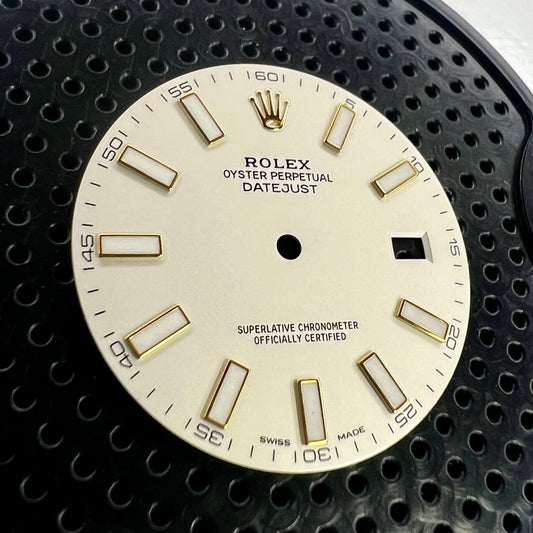 60
5
10
15
20
25
30
35
40
45
50
55
ROLEX
OYSTER PERPETUAL
DATEJUST
SUPERLATIVE CHRONOMETER
OFFICIALLY CERTIFIED
SWISS MADE